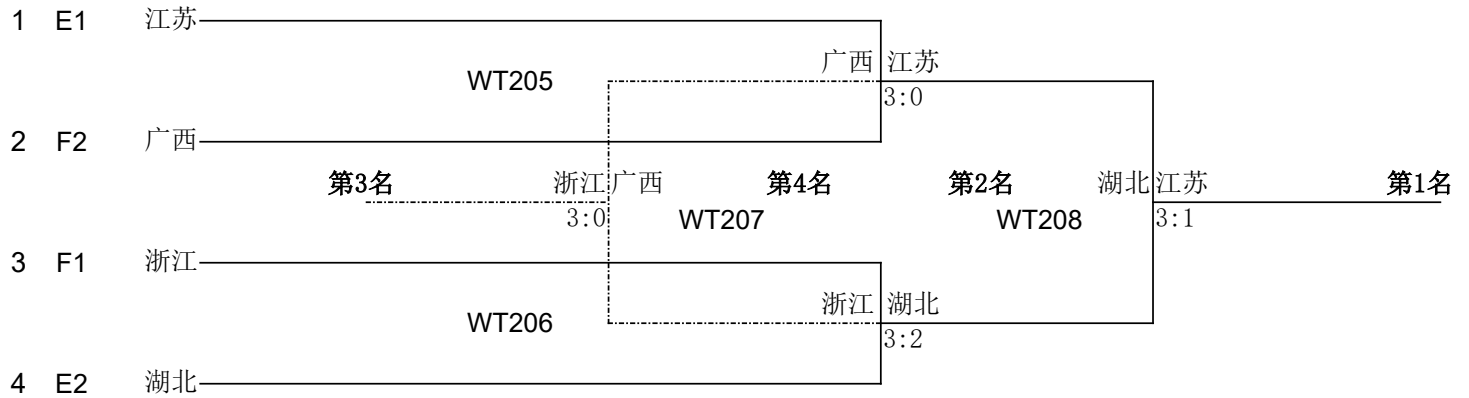 1 E1 江苏
广西 江苏
WT205
3:0
2 F2 广西
第3名 浙江 广西 第4名 第2名 湖北 江苏 第1名
3:0 WT207 WT208 3:1
3 F1 浙江
浙江 湖北
WT206
3:2
4 E2 湖北